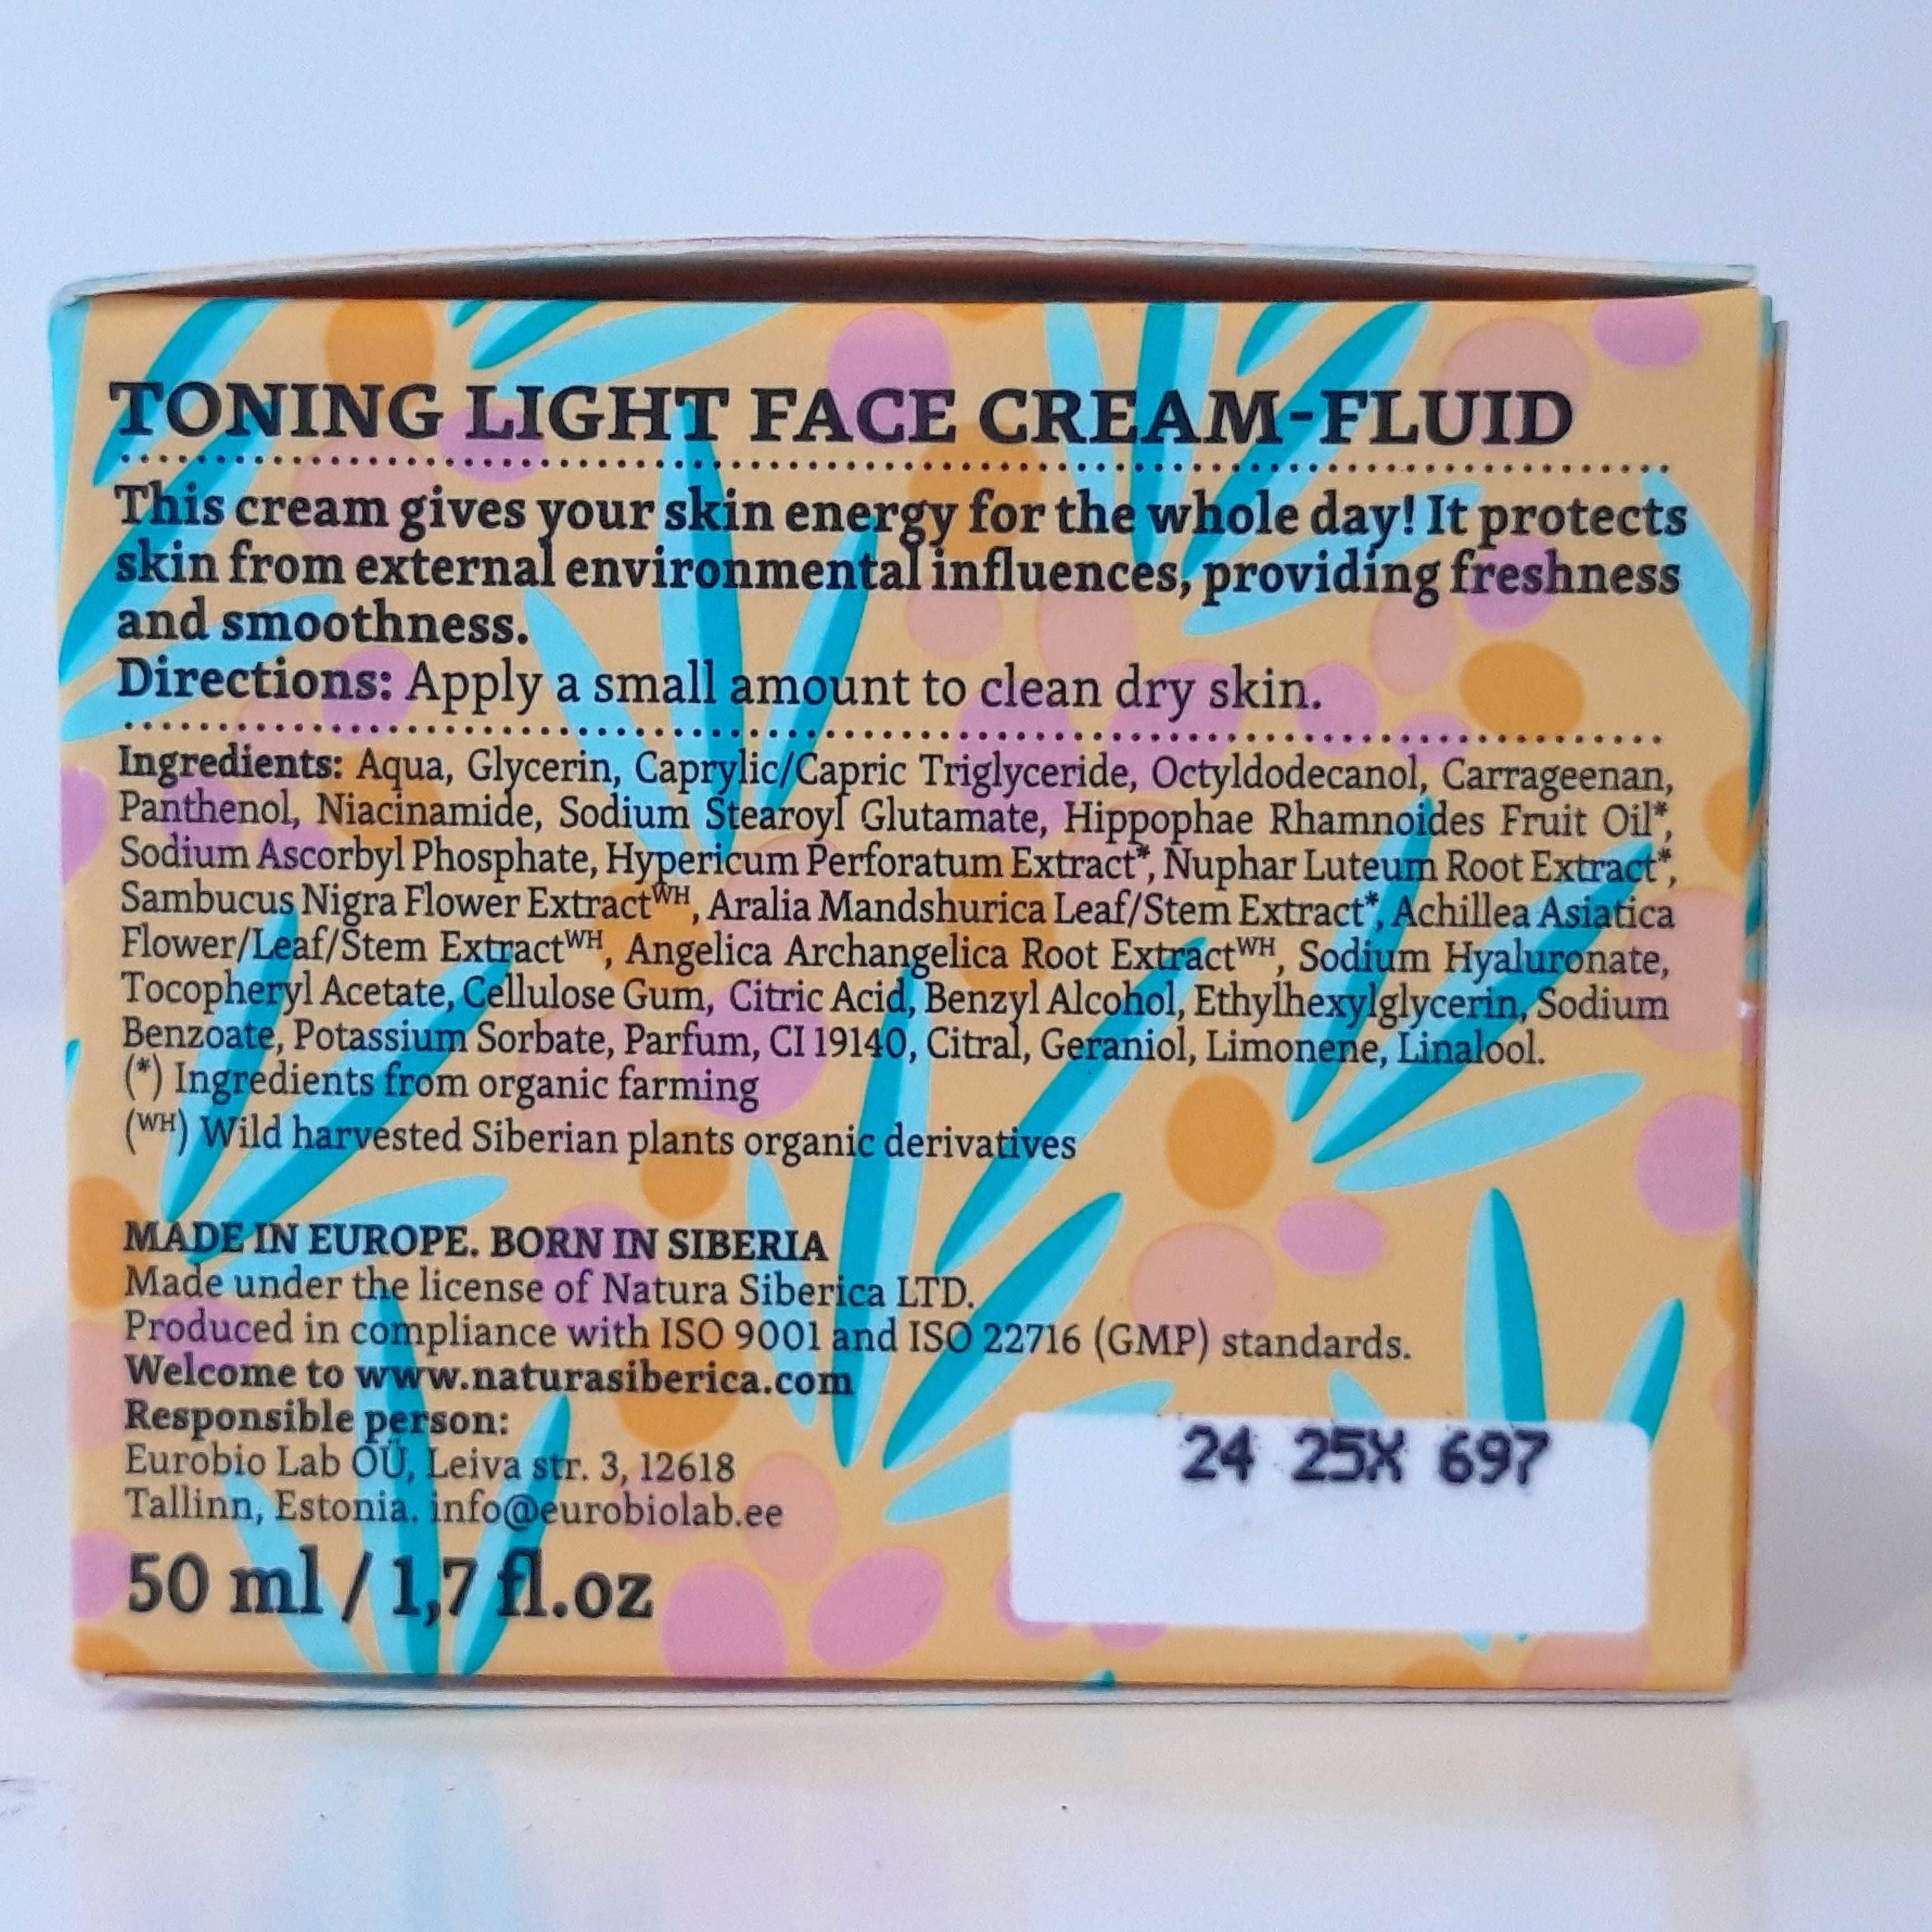 TONING LIGHT FACE CREAM-FLUID
This cream gives your skin energy for the whole day! It protects
skin from external environmental influences, providing freshness
and smoothness.
Directions: Apply a small amount to clean dry skin.
Ingredients: Aqua, Glycerin, Caprylic/Capric Triglyceride, Octyldodecanol, Carrageenan,
Panthenol, Niacinamide, Sodium Stearoyl Glutamate, Hippophae Rhamnoides Fruit Oil*,
Sodium Ascorbyl Phosphate, Hypericum Perforatum Extract*, Nuphar Luteum Root Extract*,
Sambucus Nigra Flower Extractᵂᴴ, Aralia Mandshurica Leaf/Stem Extract*, Achillea Asiatica
Flower/Leaf/Stem Extractᵂᴴ, Angelica Archangelica Root Extractᵂᴴ, Sodium Hyaluronate,
Tocopheryl Acetate, Cellulose Gum, Citric Acid, Benzyl Alcohol, Ethylhexylglycerin, Sodium
Benzoate, Potassium Sorbate, Parfum, CI 19140, Citral, Geraniol, Limonene, Linalool.
(*) Ingredients from organic farming
(ᵂᴴ) Wild harvested Siberian plants organic derivatives
MADE IN EUROPE. BORN IN SIBERIA
Made under the license of Natura Siberica LTD.
Produced in compliance with ISO 9001 and ISO 22716 (GMP) standards.
Welcome to www.naturasiberica.com
Responsible person:
Eurobio Lab OÜ, Leiva str. 3, 12618
Tallinn, Estonia. info@eurobiolab.ee
50 ml / 1,7 fl.oz
24 25X 697